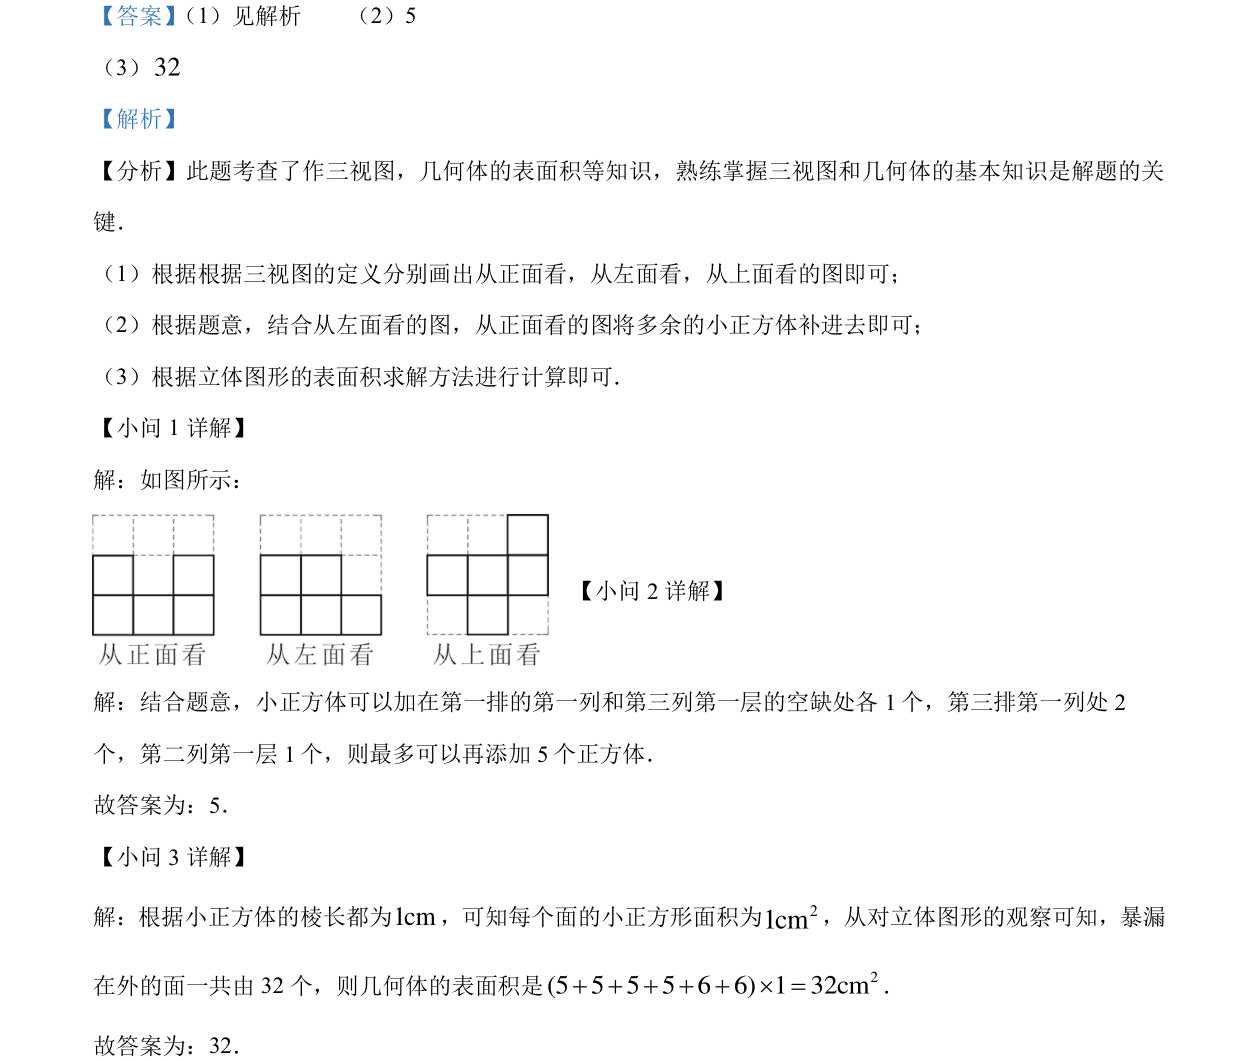 【答案】（1）见解析 （2）5
（3）32
【解析】
【分析】此题考查了作三视图，几何体的表面积等知识，熟练掌握三视图和几何体的基本知识是解题的关
键．
（1）根据根据三视图的定义分别画出从正面看，从左面看，从上面看的图即可；
（2）根据题意，结合从左面看的图，从正面看的图将多余的小正方体补进去即可；
（3）根据立体图形的表面积求解方法进行计算即可．
【小问 1 详解】
解：如图所示：
从正面看 从左面看 从上面看
【小问 2 详解】
解：结合题意，小正方体可以加在第一排的第一列和第三列第一层的空缺处各 1 个，第三排第一列处 2
个，第二列第一层 1 个，则最多可以再添加 5 个正方体．
故答案为：5．
【小问 3 详解】
解：根据小正方体的棱长都为1cm，可知每个面的小正方形面积为1cm²，从对立体图形的观察可知，暴漏
在外的面一共由 32 个，则几何体的表面积是(5+5+5+5+6+6)×1=32cm²．
故答案为：32．